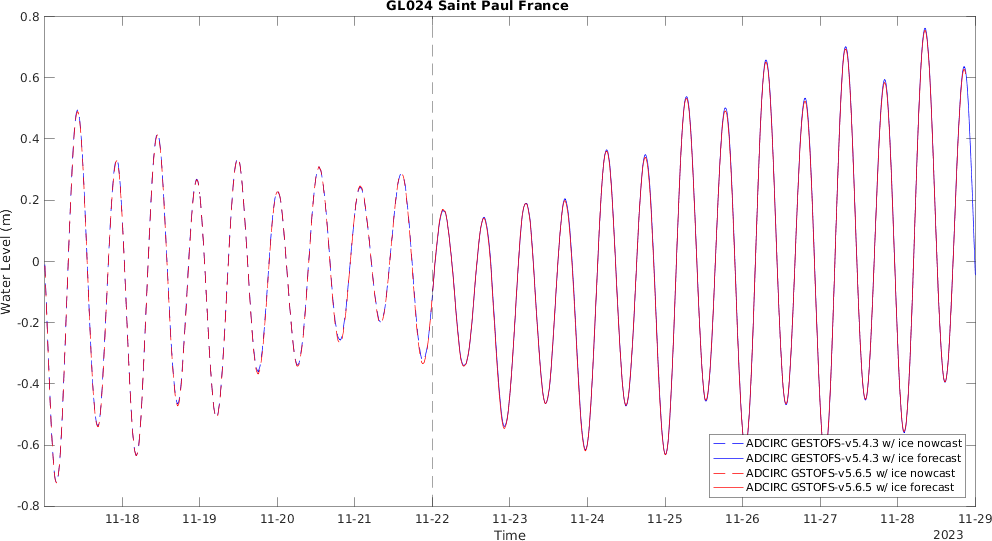 GL024 Saint Paul France
0.8
0.6
0.4
0.2
0
-0.2
-0.4
-0.6
-0.8
Water Level (m)
ADCIRC GESTOFS-v5.4.3 w/ ice nowcast
ADCIRC GESTOFS-v5.4.3 w/ ice forecast
ADCIRC GSTOFS-v5.6.5 w/ ice nowcast
ADCIRC GSTOFS-v5.6.5 w/ ice forecast
11-18 11-19 11-20 11-21 11-22 11-23 11-24 11-25 11-26 11-27 11-28 11-29
Time
2023